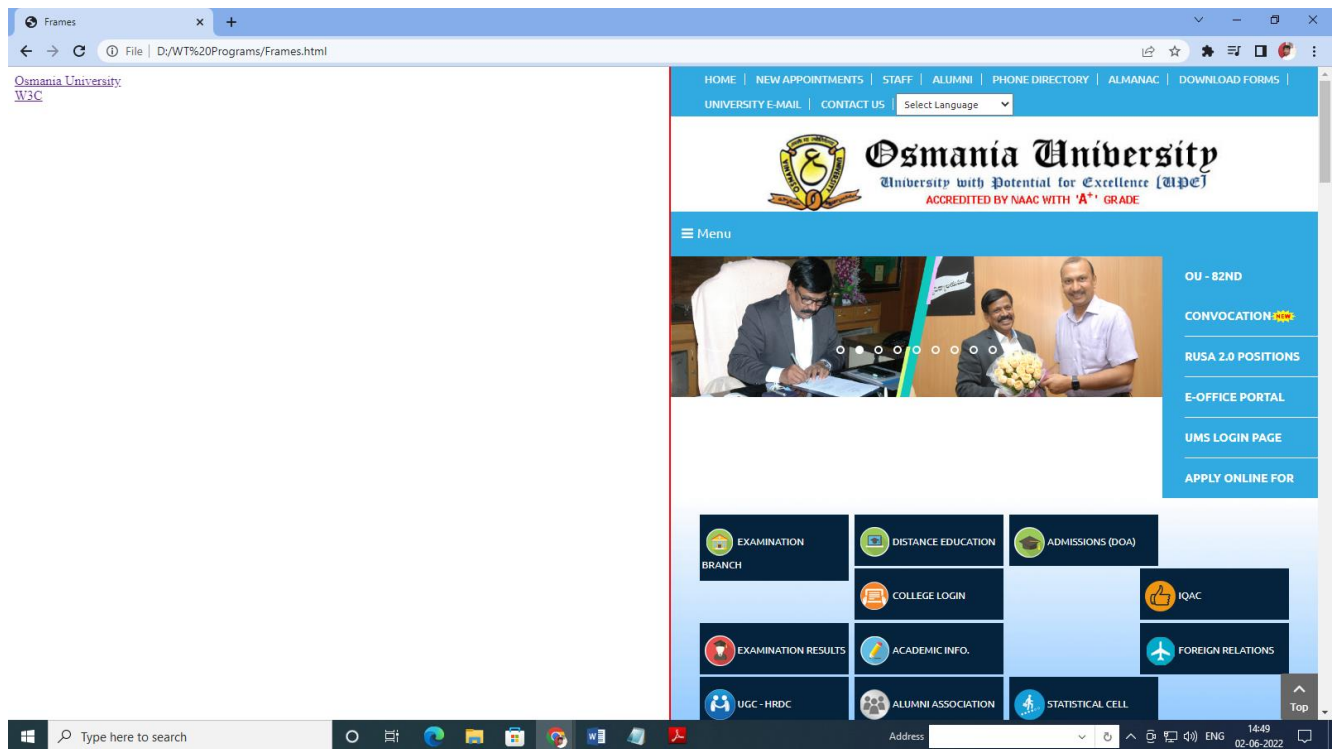 Frames
File | D:/WT%20Programs/Frames.html
Osmania University
W3C
HOME | NEW APPOINTMENTS | STAFF | ALUMNI | PHONE DIRECTORY | ALMANAC | DOWNLOAD FORMS |
UNIVERSITY E-MAIL | CONTACT US | Select Language
Osmania University
University with Potential for Excellence [UPE]
ACCREDITED BY NAAC WITH 'A+' GRADE
Menu
OU - 82ND
CONVOCATION NEW
RUSA 2.0 POSITIONS
E-OFFICE PORTAL
UMS LOGIN PAGE
APPLY ONLINE FOR
EXAMINATION BRANCH
DISTANCE EDUCATION
ADMISSIONS (DOA)
COLLEGE LOGIN
IQAC
EXAMINATION RESULTS
ACADEMIC INFO.
FOREIGN RELATIONS
UGC - HRDC
ALUMNI ASSOCIATION
STATISTICAL CELL
Top
Type here to search
Address
ENG
14:49
02-06-2022